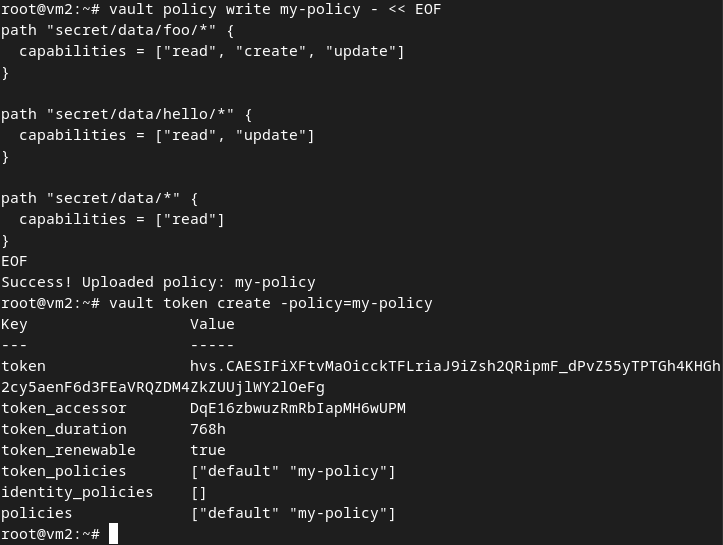 root@vm2:~# vault policy write my-policy - << EOF
path "secret/data/foo/*" {
  capabilities = ["read", "create", "update"]
}

path "secret/data/hello/*" {
  capabilities = ["read", "update"]
}

path "secret/data/*" {
  capabilities = ["read"]
}
EOF
Success! Uploaded policy: my-policy
root@vm2:~# vault token create -policy=my-policy
Key                  Value
---                  -----
token                hvs.CAESIFiXFtvMaOicckTFLriaJ9iZsh2QRipmF_dPvZ55yTPTGh4KHGh
2cy5aenF6d3FEaVRQZDM4ZkZUUjlWY2lOeFg
token_accessor       DqE16zbwuzRmRbIapMH6wUPM
token_duration       768h
token_renewable      true
token_policies       ["default" "my-policy"]
identity_policies    []
policies             ["default" "my-policy"]
root@vm2:~#